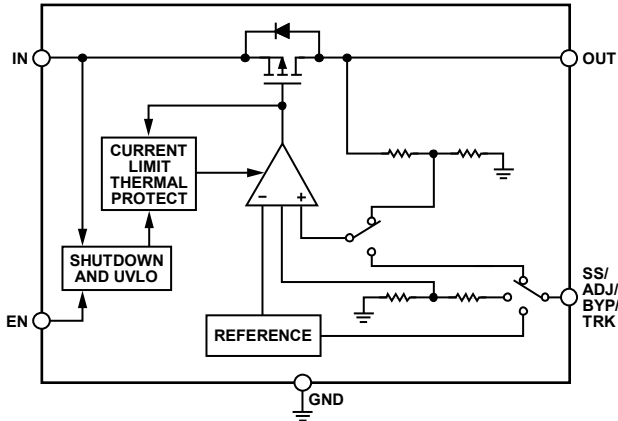 IN
OUT
CURRENT
LIMIT
THERMAL
PROTECT
− +
SHUTDOWN
AND UVLO
SS/
ADJ/
BYP/
TRK
EN
REFERENCE
GND